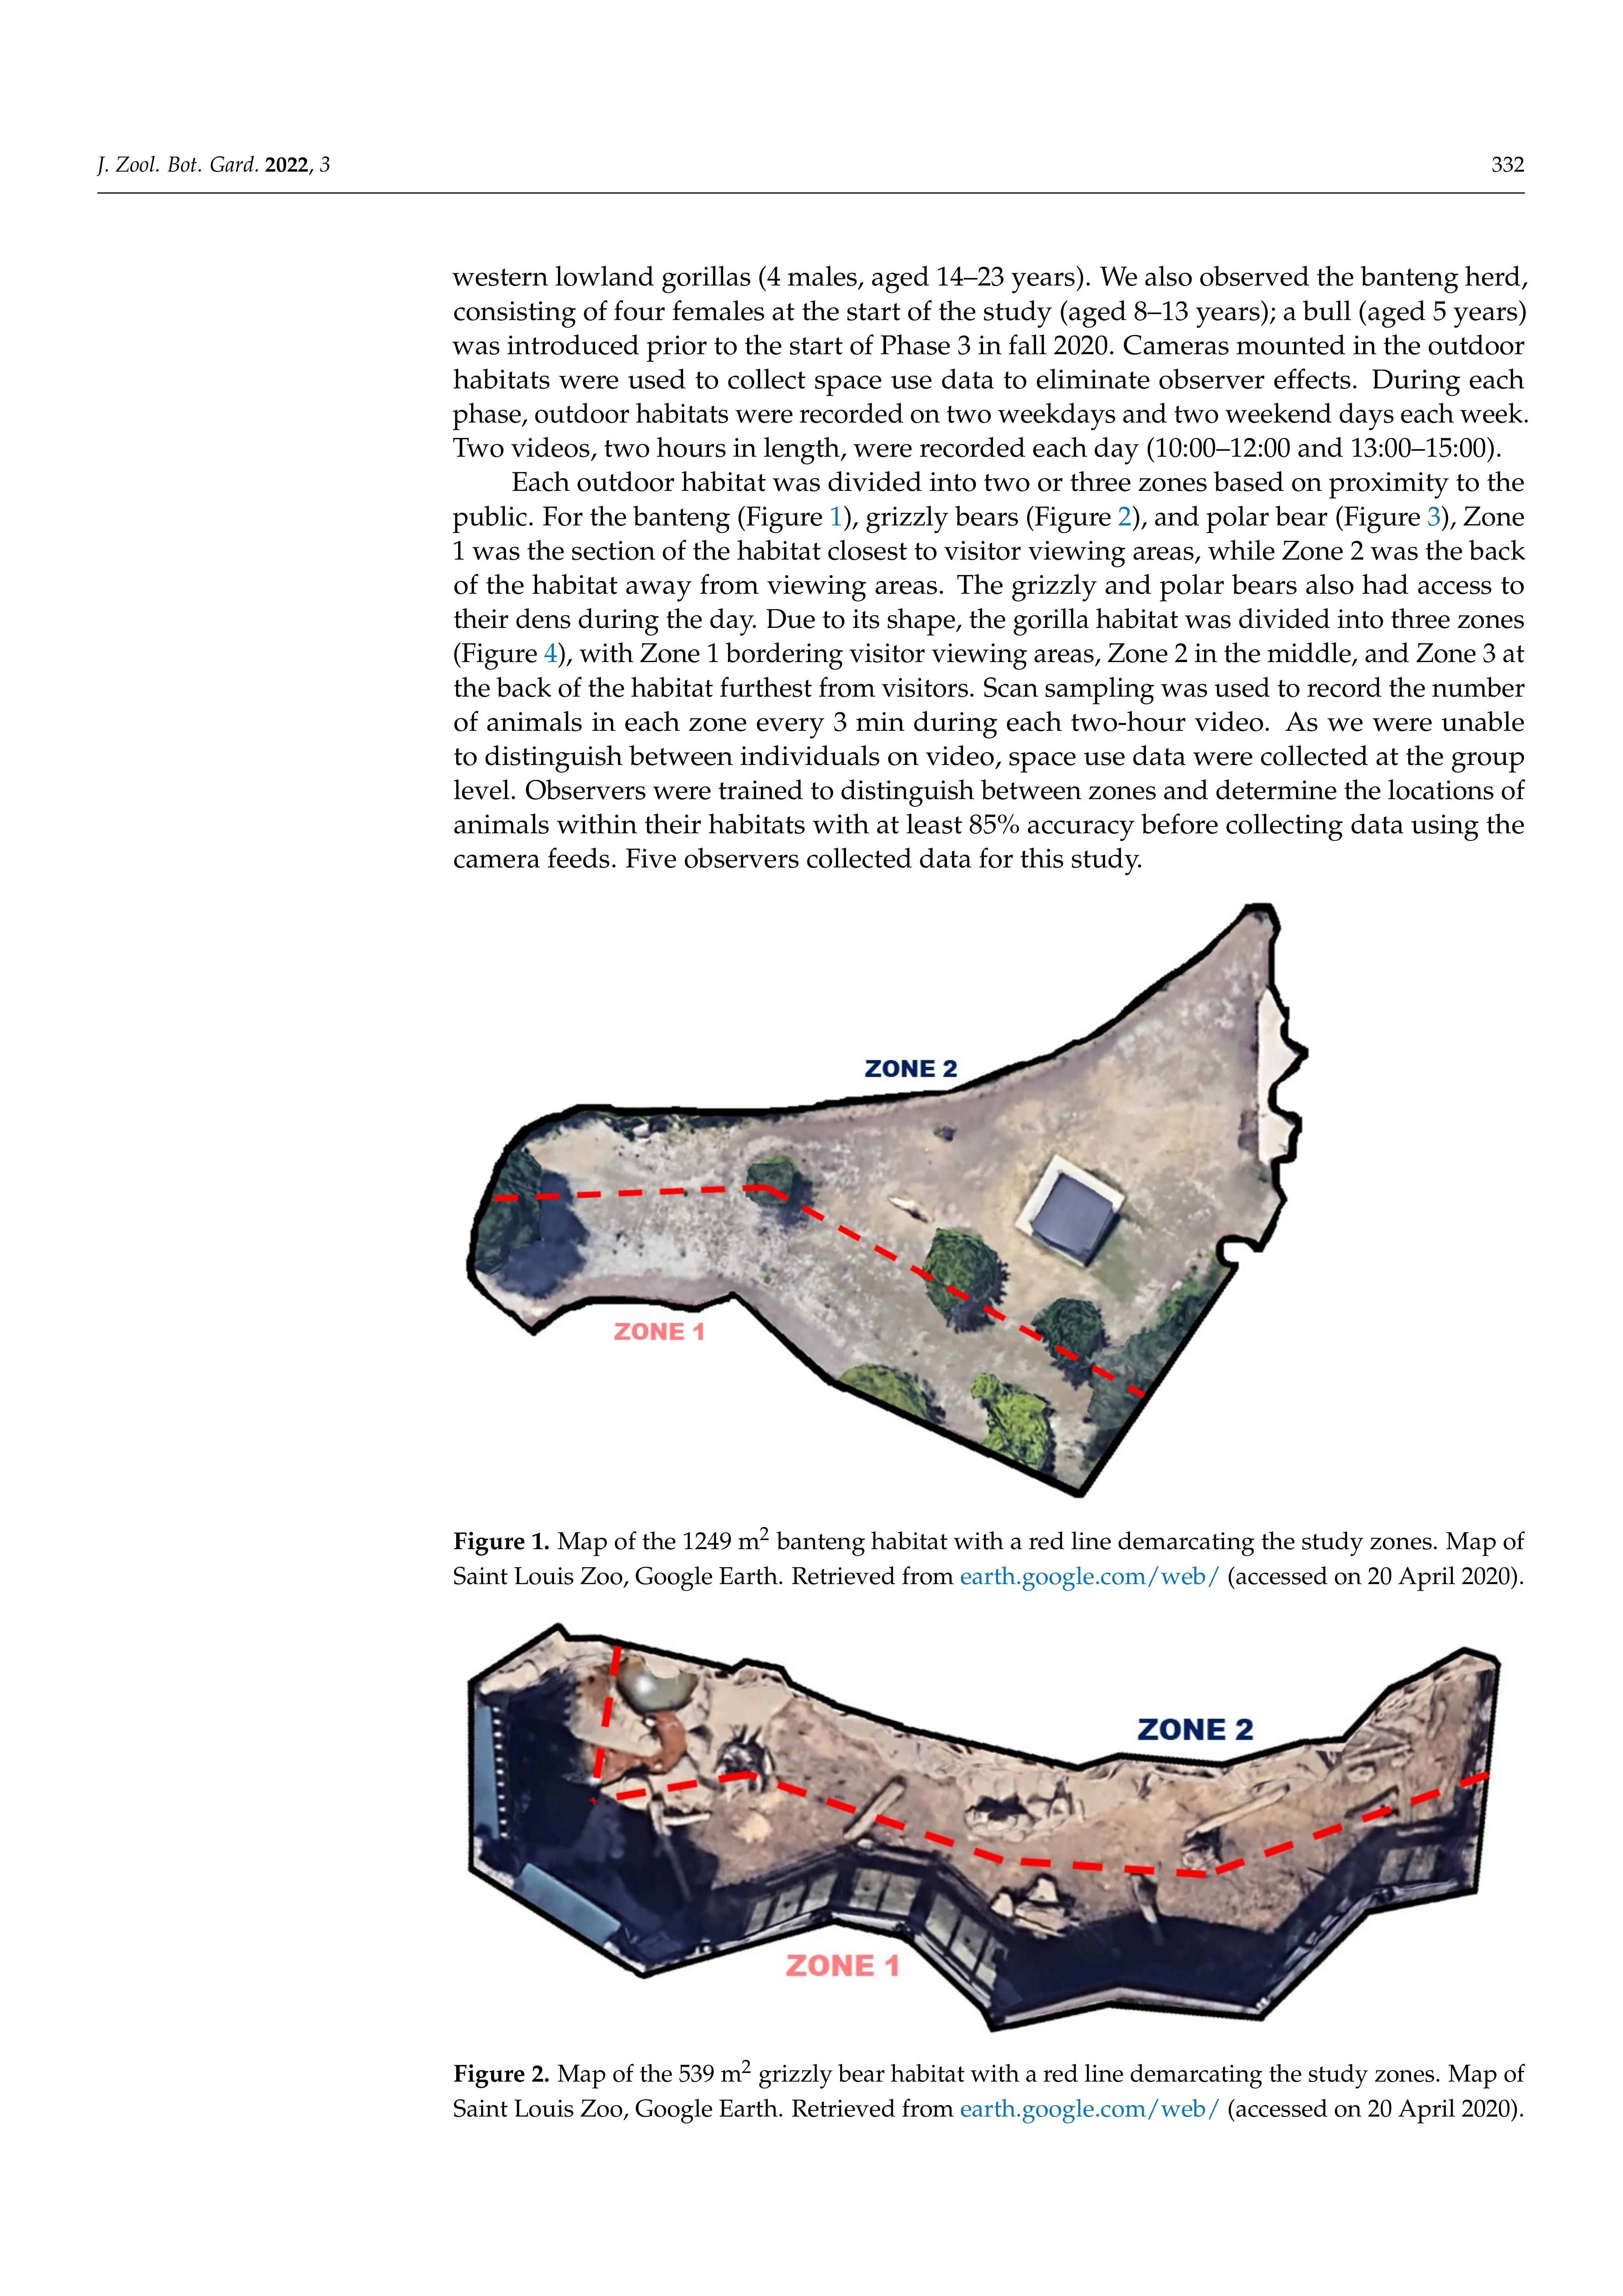 J. Zool. Bot. Gard. 2022, 3
332
western lowland gorillas (4 males, aged 14–23 years). We also observed the banteng herd,
consisting of four females at the start of the study (aged 8–13 years); a bull (aged 5 years)
was introduced prior to the start of Phase 3 in fall 2020. Cameras mounted in the outdoor
habitats were used to collect space use data to eliminate observer effects. During each
phase, outdoor habitats were recorded on two weekdays and two weekend days each week.
Two videos, two hours in length, were recorded each day (10:00–12:00 and 13:00–15:00).
Each outdoor habitat was divided into two or three zones based on proximity to the
public. For the banteng (Figure 1), grizzly bears (Figure 2), and polar bear (Figure 3), Zone
1 was the section of the habitat closest to visitor viewing areas, while Zone 2 was the back
of the habitat away from viewing areas. The grizzly and polar bears also had access to
their dens during the day. Due to its shape, the gorilla habitat was divided into three zones
(Figure 4), with Zone 1 bordering visitor viewing areas, Zone 2 in the middle, and Zone 3 at
the back of the habitat furthest from visitors. Scan sampling was used to record the number
of animals in each zone every 3 min during each two-hour video. As we were unable
to distinguish between individuals on video, space use data were collected at the group
level. Observers were trained to distinguish between zones and determine the locations of
animals within their habitats with at least 85% accuracy before collecting data using the
camera feeds. Five observers collected data for this study.
ZONE 2
ZONE 1
Figure 1. Map of the 1249 m² banteng habitat with a red line demarcating the study zones. Map of
Saint Louis Zoo, Google Earth. Retrieved from earth.google.com/web/ (accessed on 20 April 2020).
ZONE 2
ZONE 1
Figure 2. Map of the 539 m² grizzly bear habitat with a red line demarcating the study zones. Map of
Saint Louis Zoo, Google Earth. Retrieved from earth.google.com/web/ (accessed on 20 April 2020).